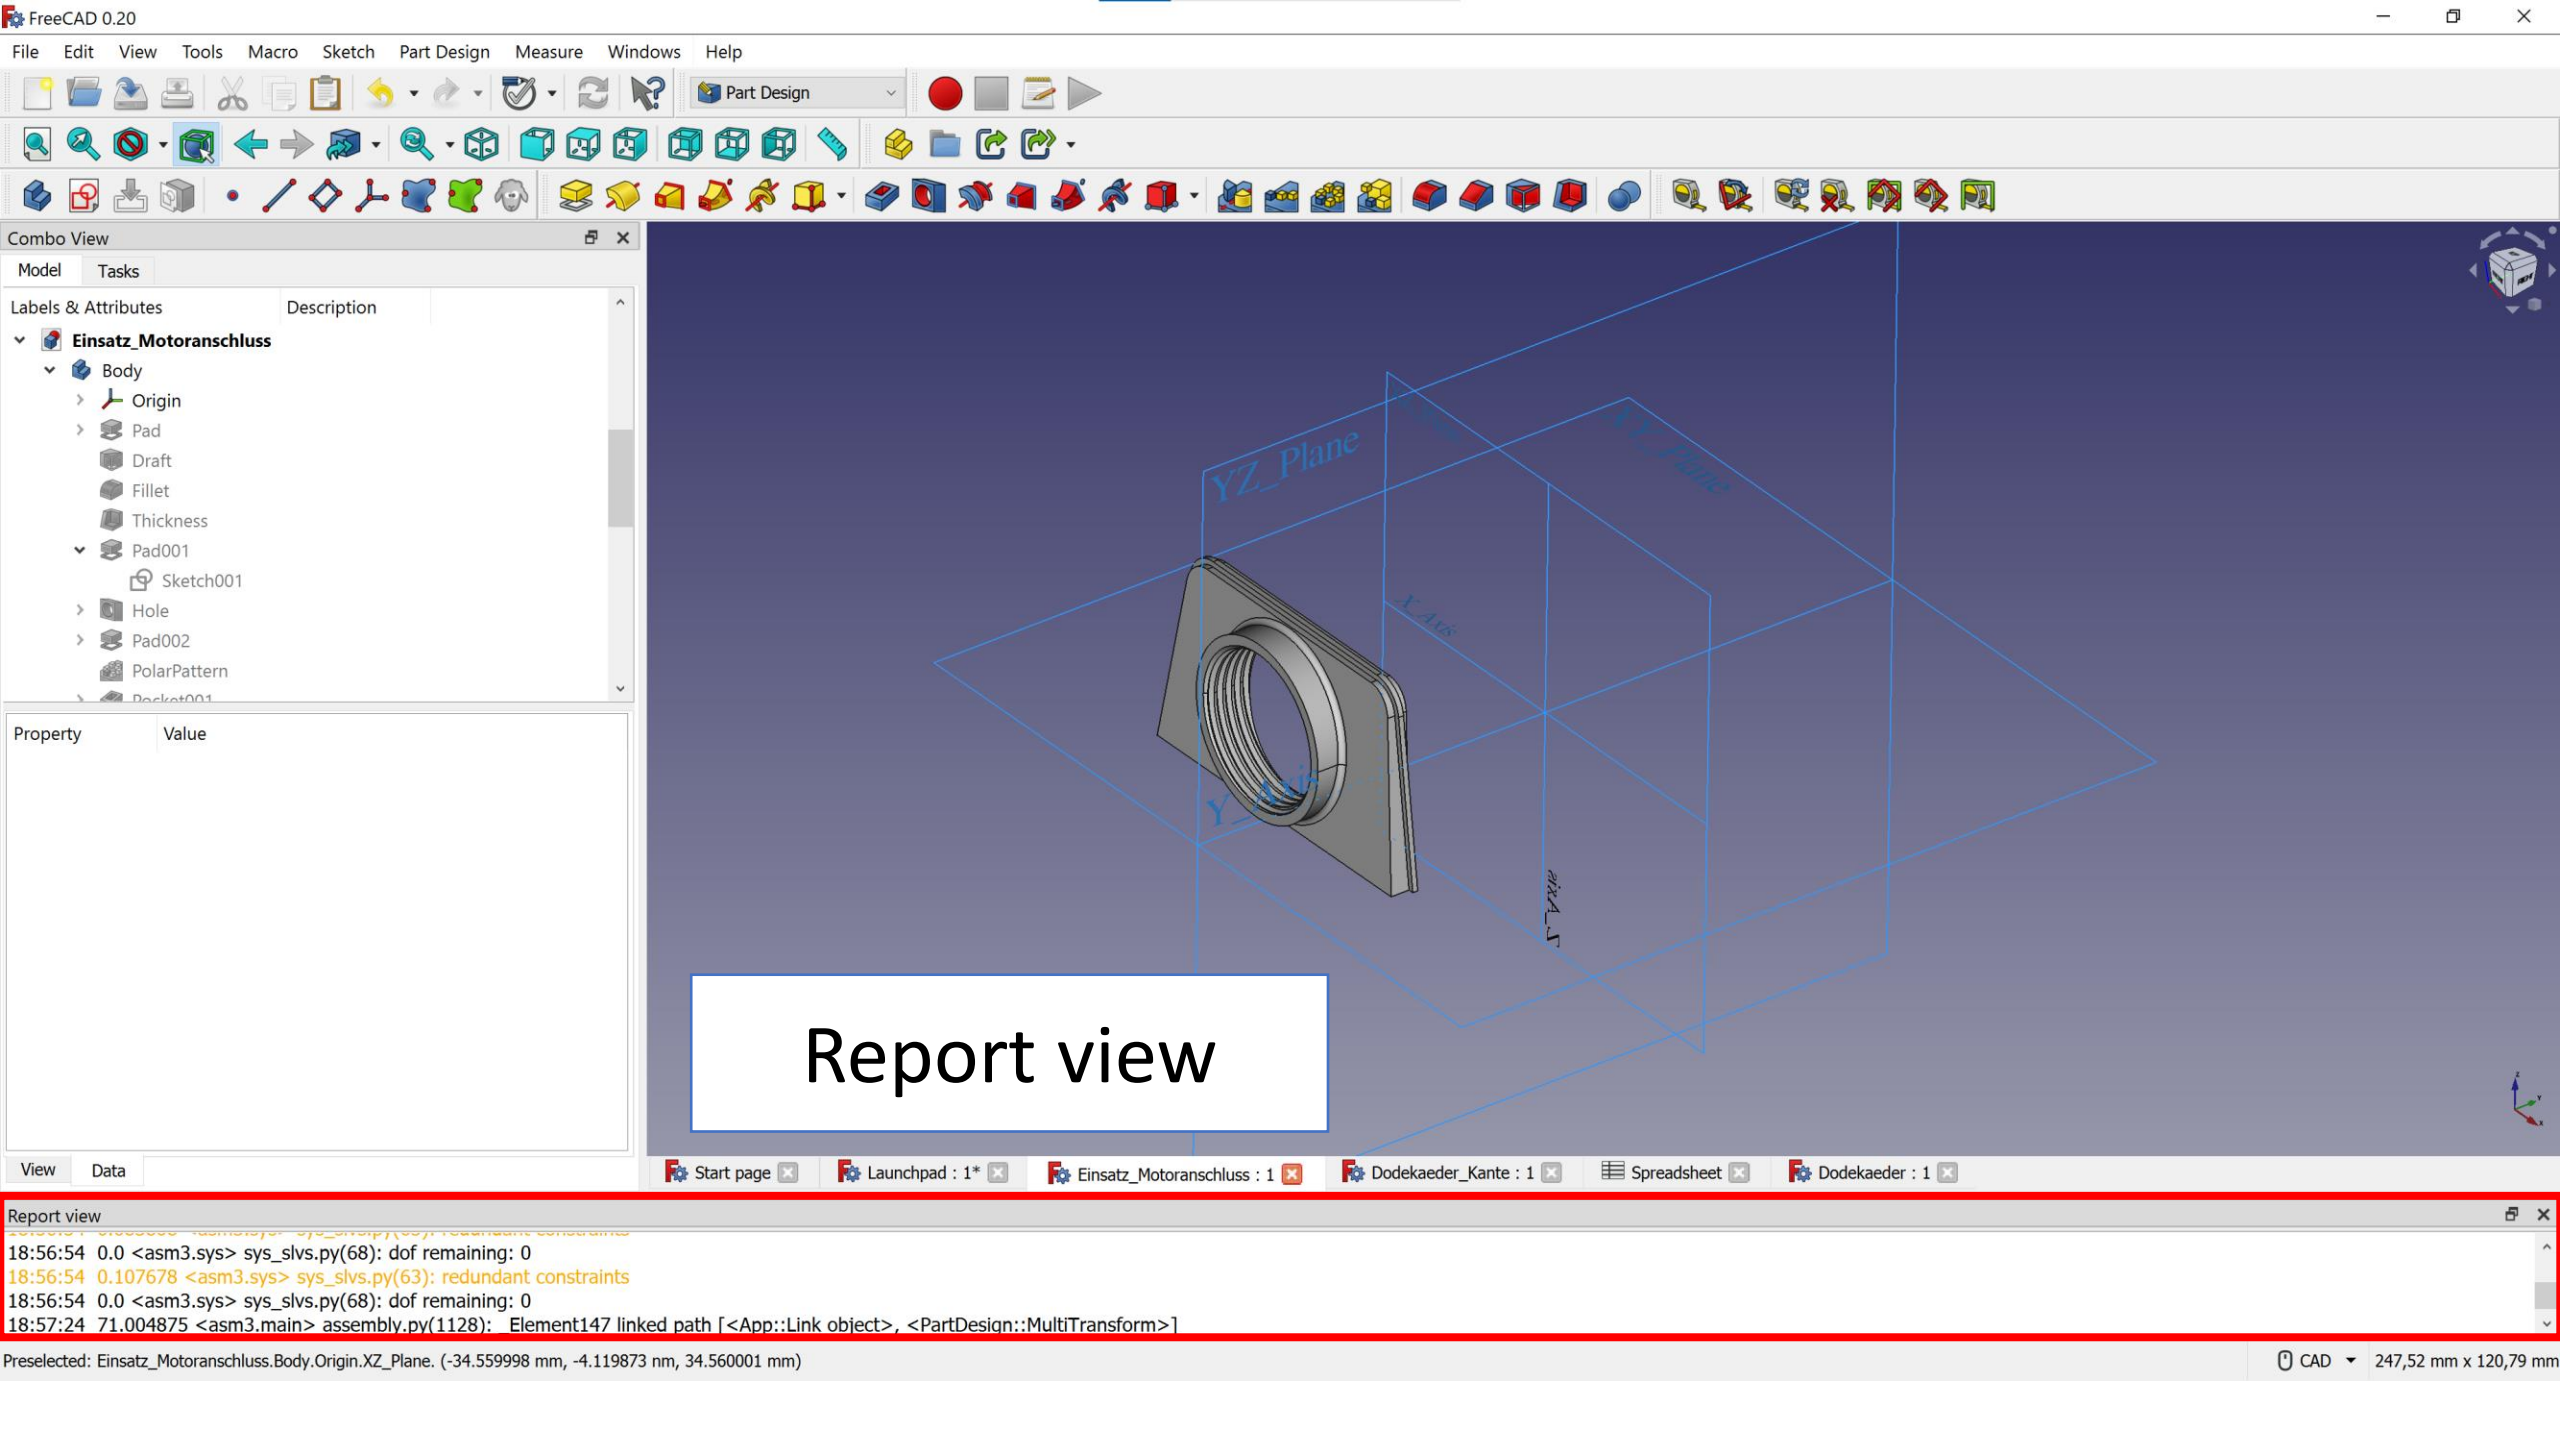 FreeCAD 0.20
File Edit View Tools Macro Sketch Part Design Measure Windows Help
Part Design
Combo View
Model Tasks
Labels & Attributes Description
Einsatz_Motoranschluss
Body
Origin
Pad
Draft
Fillet
Thickness
Pad001
Sketch001
Hole
Pad002
PolarPattern
Pocket001
Property Value
YZ_Plane
XY_Plane
X_Axis
Y_Axis
Z_Axis
Report view
View Data
Start page Launchpad : 1* Einsatz_Motoranschluss : 1 Dodekaeder_Kante : 1 Spreadsheet Dodekaeder : 1
Report view
18:56:54 0.0 <asm3.sys> sys_slvs.py(68): dof remaining: 0
18:56:54 0.107678 <asm3.sys> sys_slvs.py(63): redundant constraints
18:56:54 0.0 <asm3.sys> sys_slvs.py(68): dof remaining: 0
18:57:24 71.004875 <asm3.main> assembly.py(1128): _Element147 linked path [<App::Link object>, <PartDesign::MultiTransform>]
Preselected: Einsatz_Motoranschluss.Body.Origin.XZ_Plane. (-34.559998 mm, -4.119873 nm, 34.560001 mm)
CAD 247,52 mm x 120,79 mm